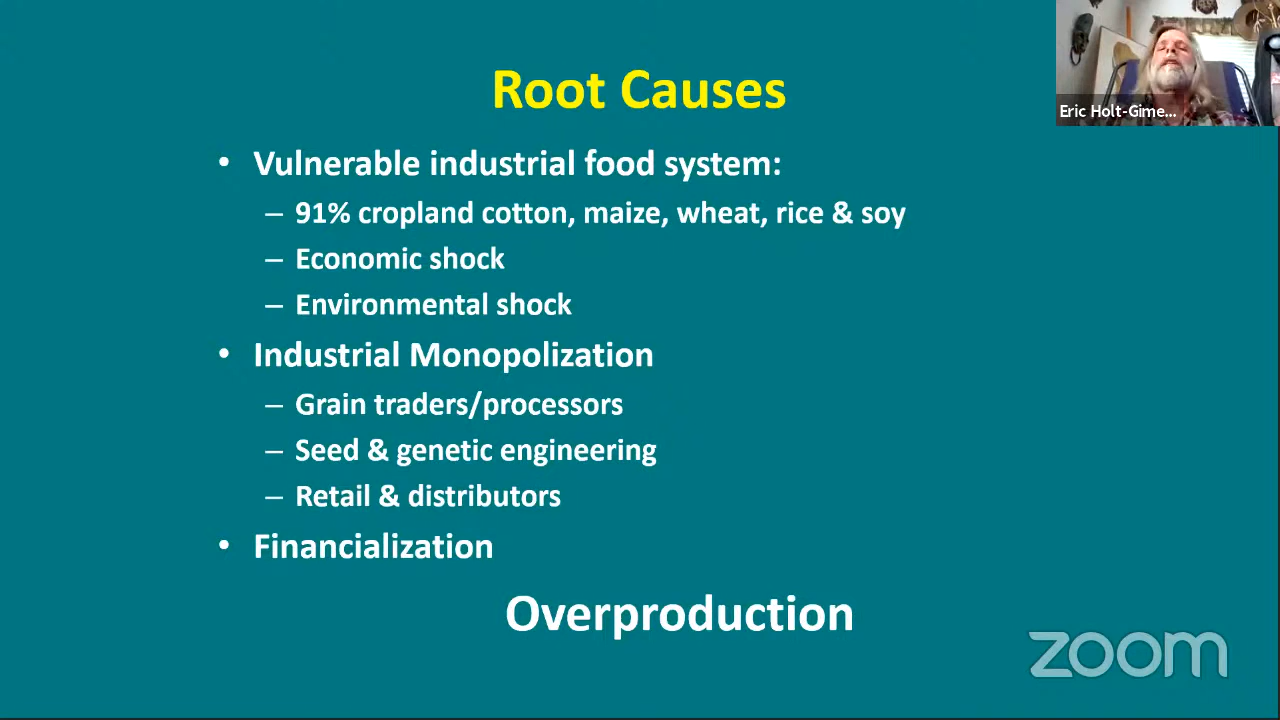 Root Causes
Eric Holt-Gime...
• Vulnerable industrial food system:
– 91% cropland cotton, maize, wheat, rice & soy
– Economic shock
– Environmental shock
• Industrial Monopolization
– Grain traders/processors
– Seed & genetic engineering
– Retail & distributors
• Financialization
Overproduction
zoom